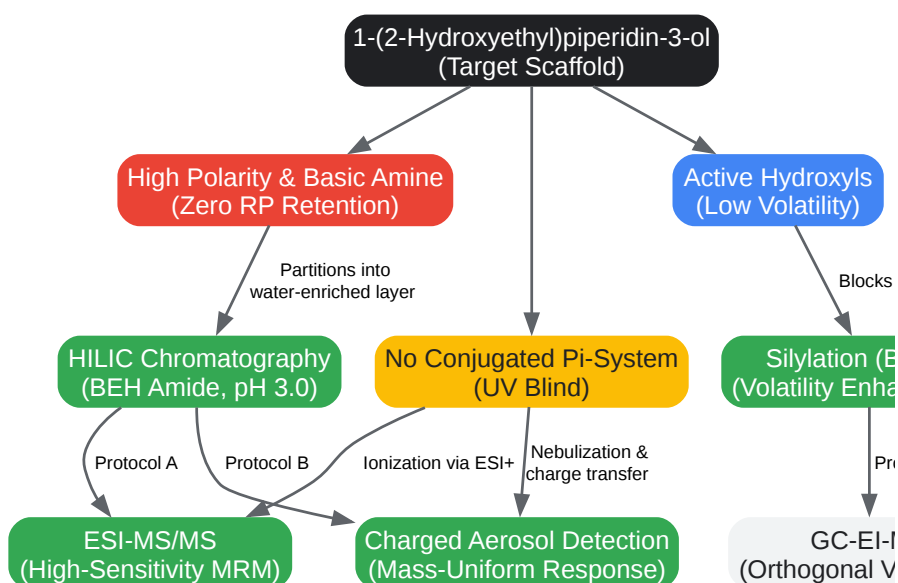 1-(2-Hydroxyethyl)piperidin-3-ol
(Target Scaffold)
High Polarity & Basic Amine
(Zero RP Retention)
Active Hydroxyls
(Low Volatility)
Partitions into
water-enriched layer
Blocks
HILIC Chromatography
(BEH Amide, pH 3.0)
No Conjugated Pi-System
(UV Blind)
Silylation
(Volatility
Protocol A
Protocol B
Ionization via ESI+
Nebulization &
charge transfer
ESI-MS/MS
(High-Sensitivity MRM)
Charged Aerosol Detection
(Mass-Uniform Response)
GC-EI-
(Orthogonal